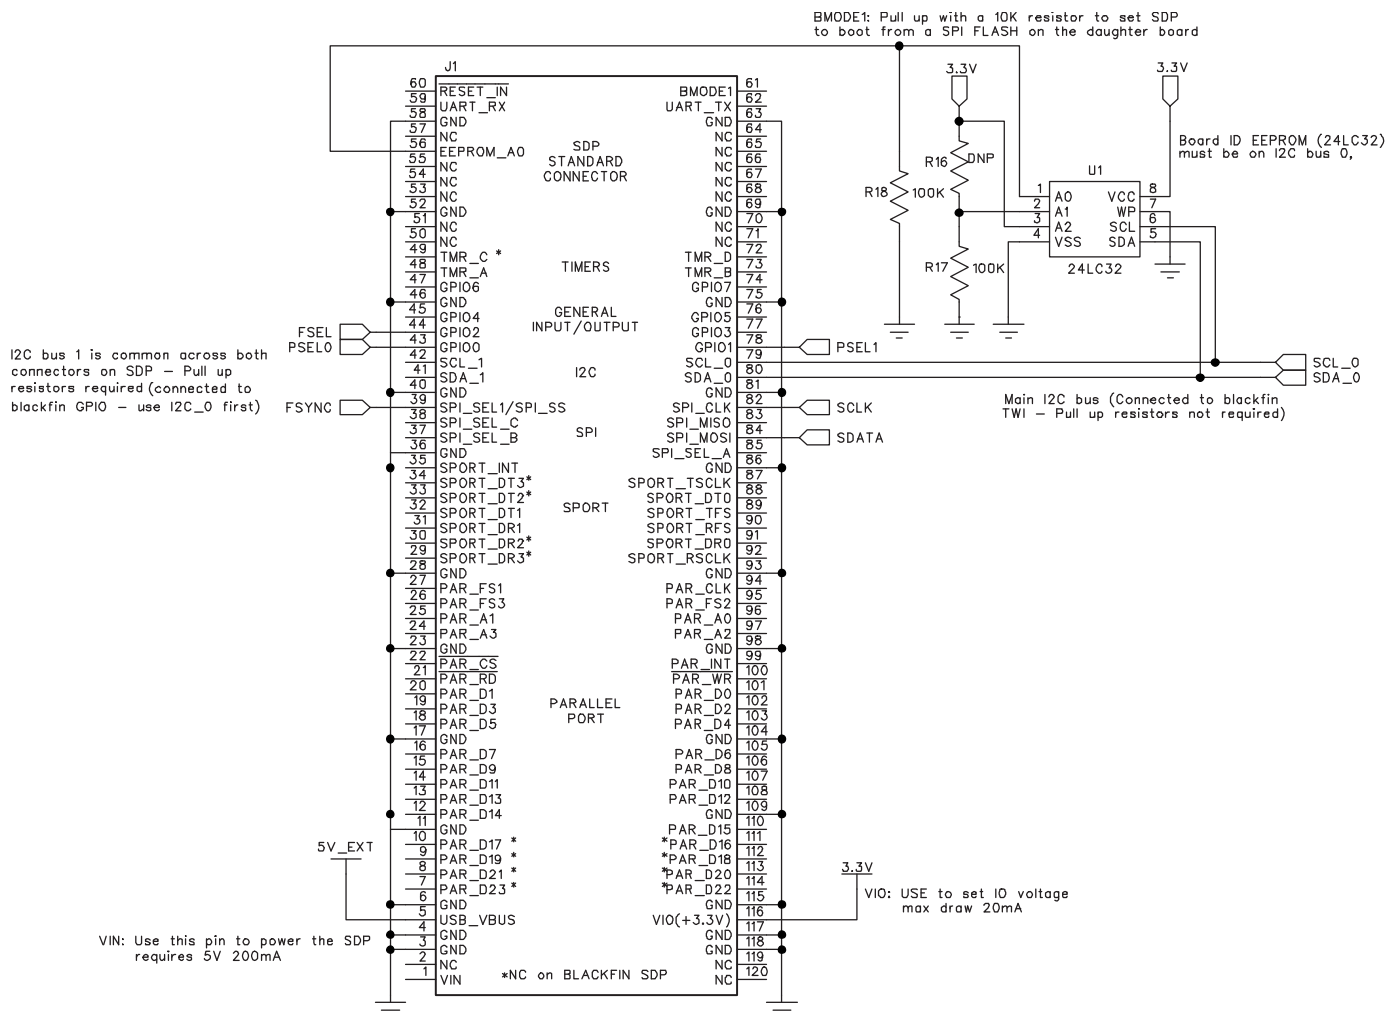 BMODE1: Pull up with a 10K resistor to set SDP
to boot from a SPI FLASH on the daughter board
J1
60 RESET_IN
59 UART_RX
58 GND
57 NC
56 EEPROM_A0
55 NC
54 NC
53 NC
52 GND
51 NC
50 NC
49 TMR_C *
48 TMR_A
47 GPIO6
46 GND
45 GPIO4
44 GPIO2
43 GPIO0
42 SCL_1
41 SDA_1
40 GND
39 SPI_SEL1/SPI_SS
38 SPI_SEL_C
37 SPI_SEL_B
36 GND
35 SPORT_INT
34 SPORT_DT3*
33 SPORT_DT2*
32 SPORT_DT1
31 SPORT_DR1
30 SPORT_DR2*
29 SPORT_DR3*
28 GND
27 PAR_FS1
26 PAR_FS3
25 PAR_A1
24 PAR_A3
23 GND
22 PAR_CS
21 PAR_RD
20 PAR_D1
19 PAR_D3
18 PAR_D5
17 GND
16 PAR_D7
15 PAR_D9
14 PAR_D11
13 PAR_D13
12 PAR_D14
11 GND
10 PAR_D17 *
9 PAR_D19 *
8 PAR_D21 *
7 PAR_D23 *
6 GND
5 USB_VBUS
4 GND
3 GND
2 NC
1 VIN
SDP
STANDARD
CONNECTOR
TIMERS
GENERAL
INPUT/OUTPUT
I2C
SPI
SPORT
PARALLEL
PORT
*NC on BLACKFIN SDP
BMODE1 61
UART_TX 62
GND 63
NC 64
NC 65
NC 66
NC 67
NC 68
GND 69
NC 70
NC 71
TMR_D 72
TMR_B 73
GPIO7 74
GND 75
GPIO5 76
GPIO3 77
GPIO1 78
SCL_0 79
SDA_0 80
GND 81
SPI_CLK 82
SPI_MISO 83
SPI_MOSI 84
SPI_SEL_A 85
GND 86
SPORT_TSCLK 87
SPORT_DT0 88
SPORT_TFS 89
SPORT_RFS 90
SPORT_DR0 91
SPORT_RSCLK 92
GND 93
PAR_CLK 94
PAR_FS2 95
PAR_A0 96
PAR_A2 97
GND 98
PAR_INT 99
PAR_WR 100
PAR_D0 101
PAR_D2 102
PAR_D4 103
GND 104
PAR_D6 105
PAR_D8 106
PAR_D10 107
PAR_D12 108
GND 109
PAR_D15 110
*PAR_D16 111
*PAR_D18 112
*PAR_D20 113
*PAR_D22 114
GND 115
VIO(+3.3V) 116
GND 117
GND 118
NC 119
NC 120
FSEL
PSEL0
I2C bus 1 is common across both
connectors on SDP – Pull up
resistors required (connected to
blackfin GPIO – use I2C_0 first)
FSYNC
5V_EXT
VIN: Use this pin to power the SDP
requires 5V 200mA
3.3V
3.3V
R16
DNP
R18
100K
R17
100K
U1
1 A0
2 A1
3 A2
4 VSS
VCC 8
WP 7
SCL 6
SDA 5
24LC32
Board ID EEPROM (24LC32)
must be on I2C bus 0,
PSEL1
SCL_0
SDA_0
Main I2C bus (Connected to blackfin
TWI – Pull up resistors not required)
SCLK
SDATA
3.3V
VIO: USE to set IO voltage
max draw 20mA